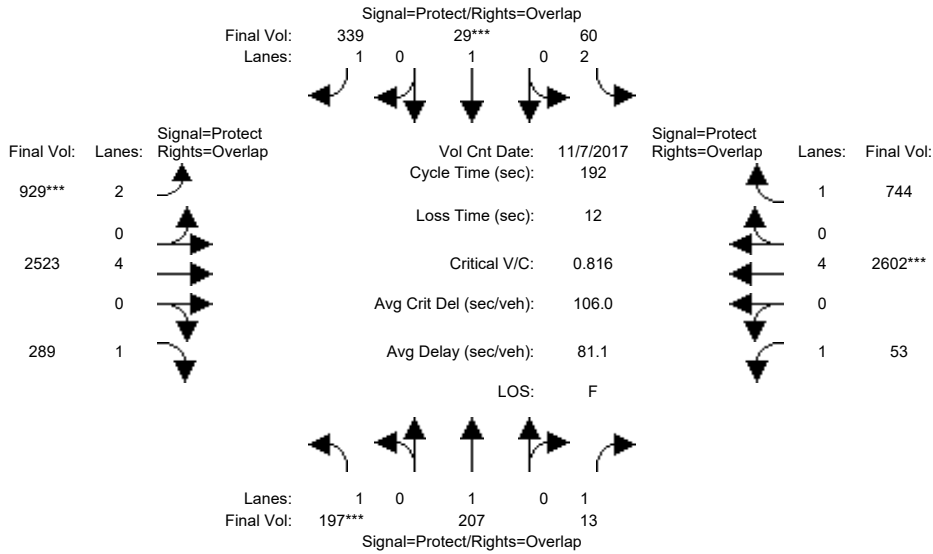 Signal=Protect/Rights=Overlap
Final Vol: 339 29*** 60
Lanes: 1 0 1 0 2
Signal=Protect Signal=Protect
Final Vol: Lanes: Rights=Overlap Vol Cnt Date: 11/7/2017 Rights=Overlap Lanes: Final Vol:
Cycle Time (sec): 192
929*** 2 1 744
Loss Time (sec): 12
0 0
2523 4 Critical V/C: 0.816 4 2602***
0 Avg Crit Del (sec/veh): 106.0 0
289 1 Avg Delay (sec/veh): 81.1 1 53
LOS: F
Lanes: 1 0 1 0 1
Final Vol: 197*** 207 13
Signal=Protect/Rights=Overlap